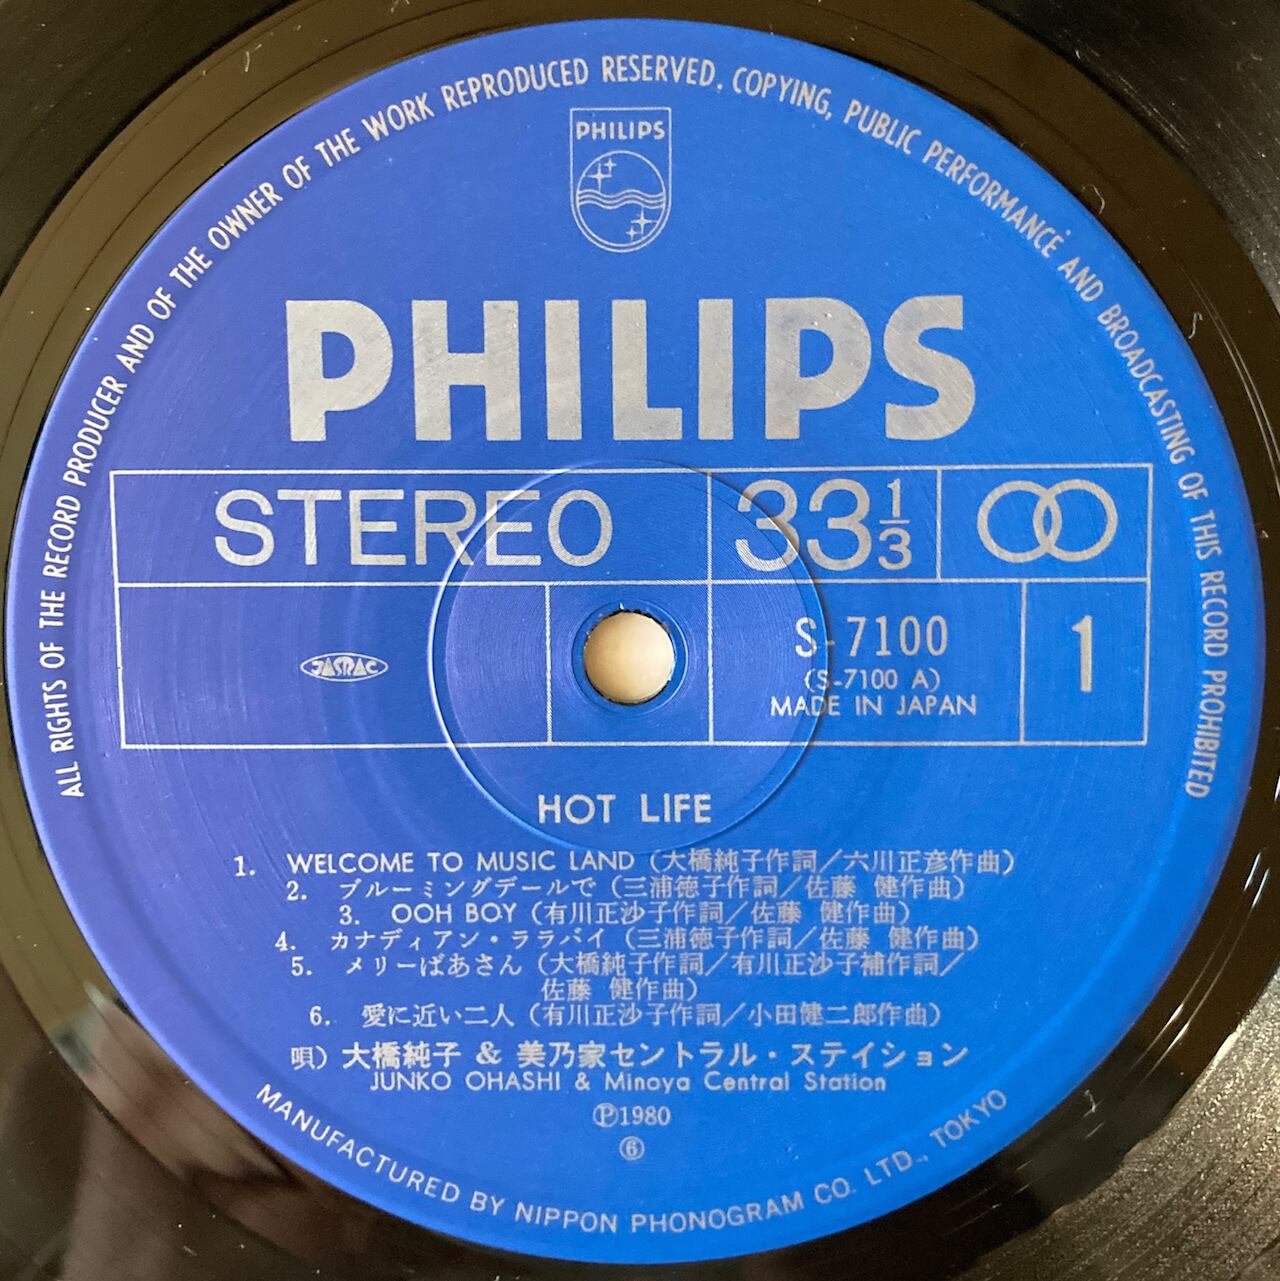 ALL RIGHTS OF THE RECORD PRODUCER AND OF THE OWNER OF THE WORK REPRODUCED RESERVED. COPYING, PUBLIC PERFORMANCE AND BROADCASTING OF THIS RECORD PROHIBITED
PHILIPS
PHILIPS
STEREO 33 1/3
JASRAC
S-7100
(S-7100 A)
MADE IN JAPAN
1
HOT LIFE
1. WELCOME TO MUSIC LAND (大橋純子作詞/六川正彦作曲)
2. ブルーミングデールで (三浦徳子作詞/佐藤 健作曲)
3. OOH BOY (有川正沙子作詞/佐藤 健作曲)
4. カナディアン・ララバイ (三浦徳子作詞/佐藤 健作曲)
5. メリーばあさん (大橋純子作詞/有川正沙子補作詞/
佐藤 健作曲)
6. 愛に近い二人 (有川正沙子作詞/小田健二郎作曲)
唄) 大橋純子 & 美乃家セントラル・ステイション
JUNKO OHASHI & Minoya Central Station
Ⓟ1980
⑥
MANUFACTURED BY NIPPON PHONOGRAM CO. LTD., TOKYO